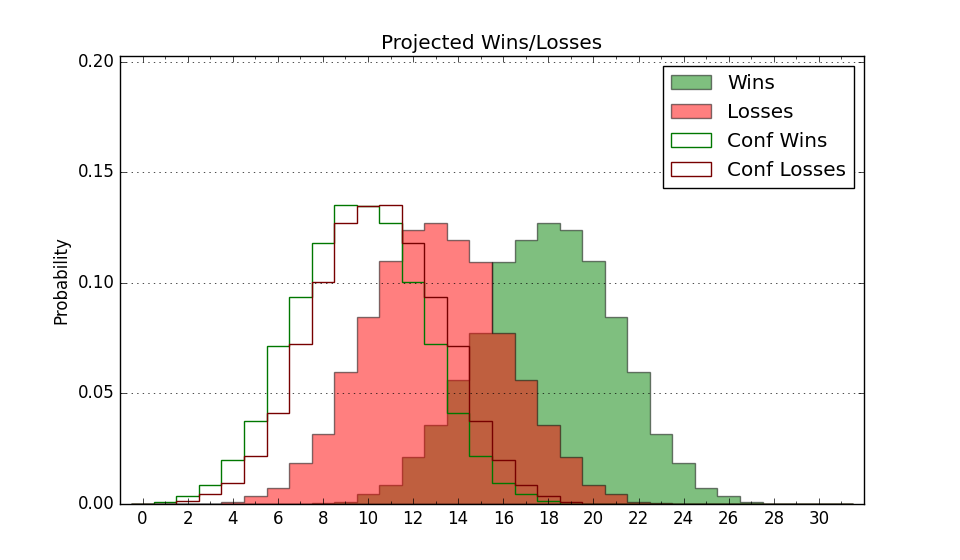 Projected Wins/Losses
0.20
0.15
0.10
0.05
0.00
Probability
Wins
Losses
Conf Wins
Conf Losses
0 2 4 6 8 10 12 14 16 18 20 22 24 26 28 30